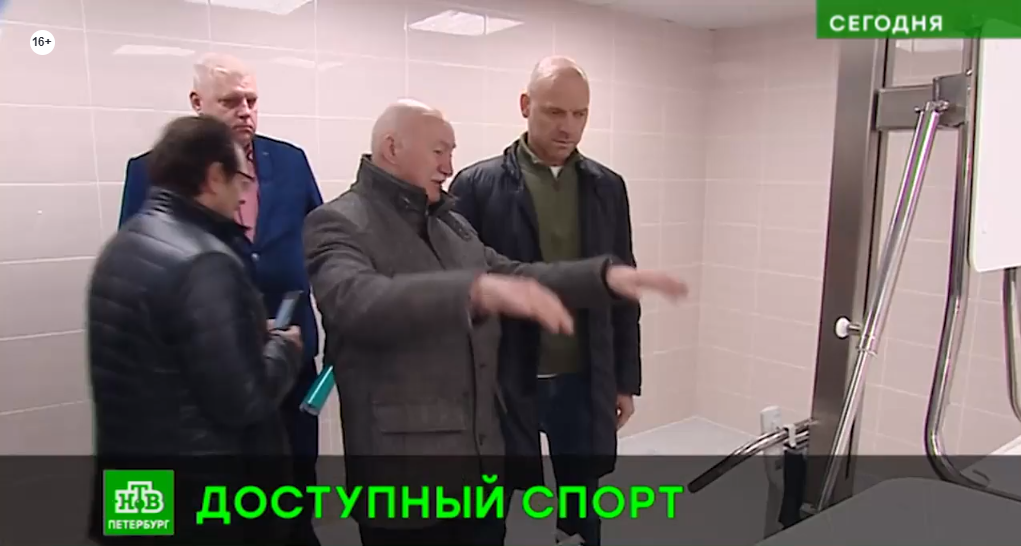 16+
СЕГОДНЯ
НТВ
ПЕТЕРБУРГ
ДОСТУПНЫЙ СПОРТ